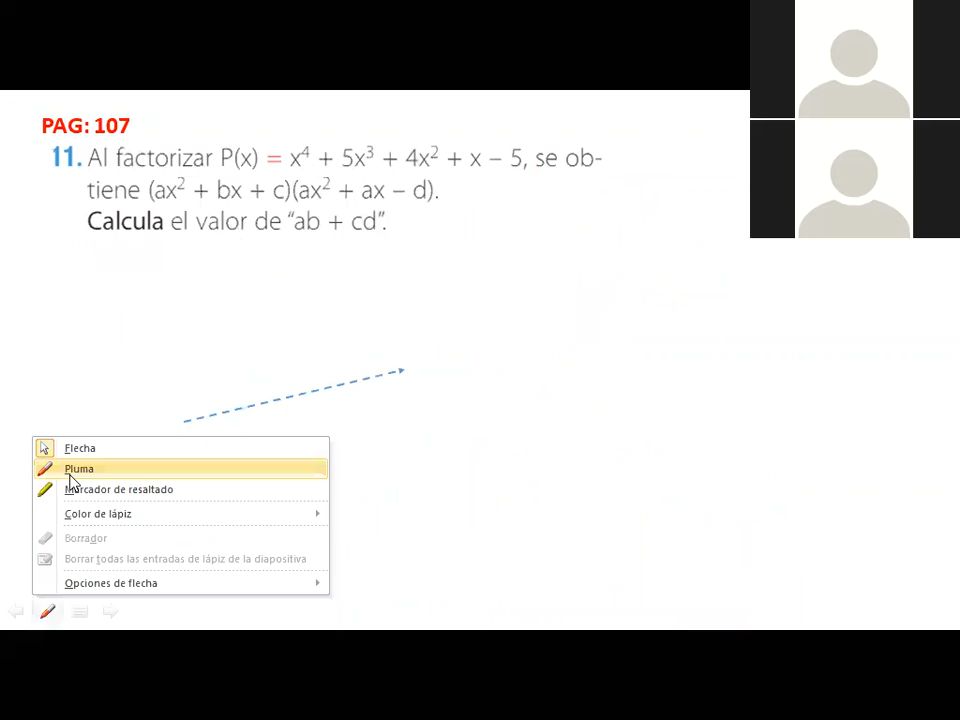 PAG: 107
11. Al factorizar P(x) = x⁴ + 5x³ + 4x² + x – 5, se ob-
tiene (ax² + bx + c)(ax² + ax – d).
Calcula el valor de “ab + cd”.
Flecha
Pluma
Marcador de resaltado
Color de lápiz
Borrador
Borrar todas las entradas de lápiz de la diapositiva
Opciones de flecha